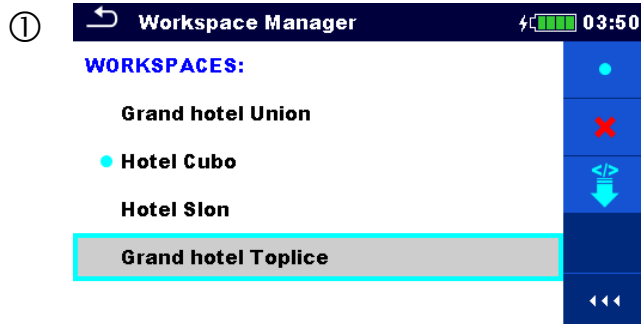 ①
Workspace Manager 03:50
WORKSPACES:
Grand hotel Union
Hotel Cubo
</>
Hotel Slon
Grand hotel Toplice